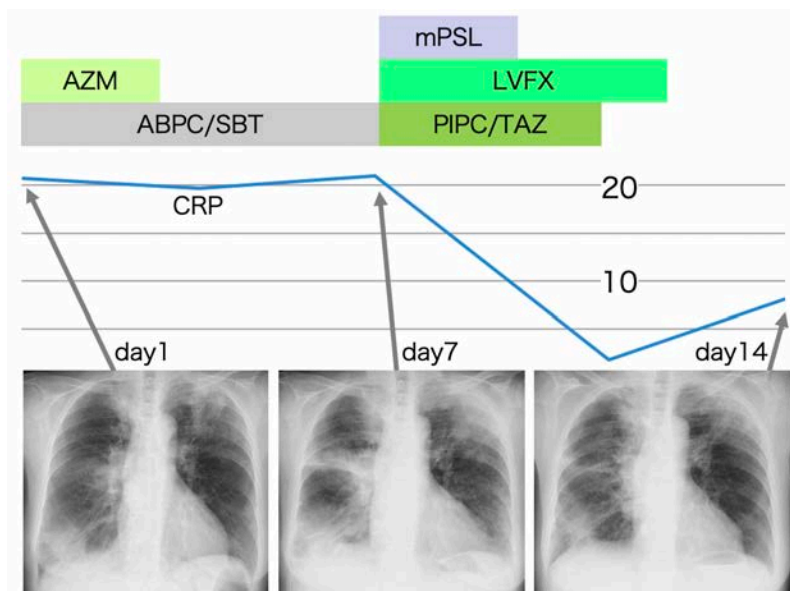 mPSL
AZM LVFX
ABPC/SBT PIPC/TAZ
20
CRP
10
day1 day7 day14